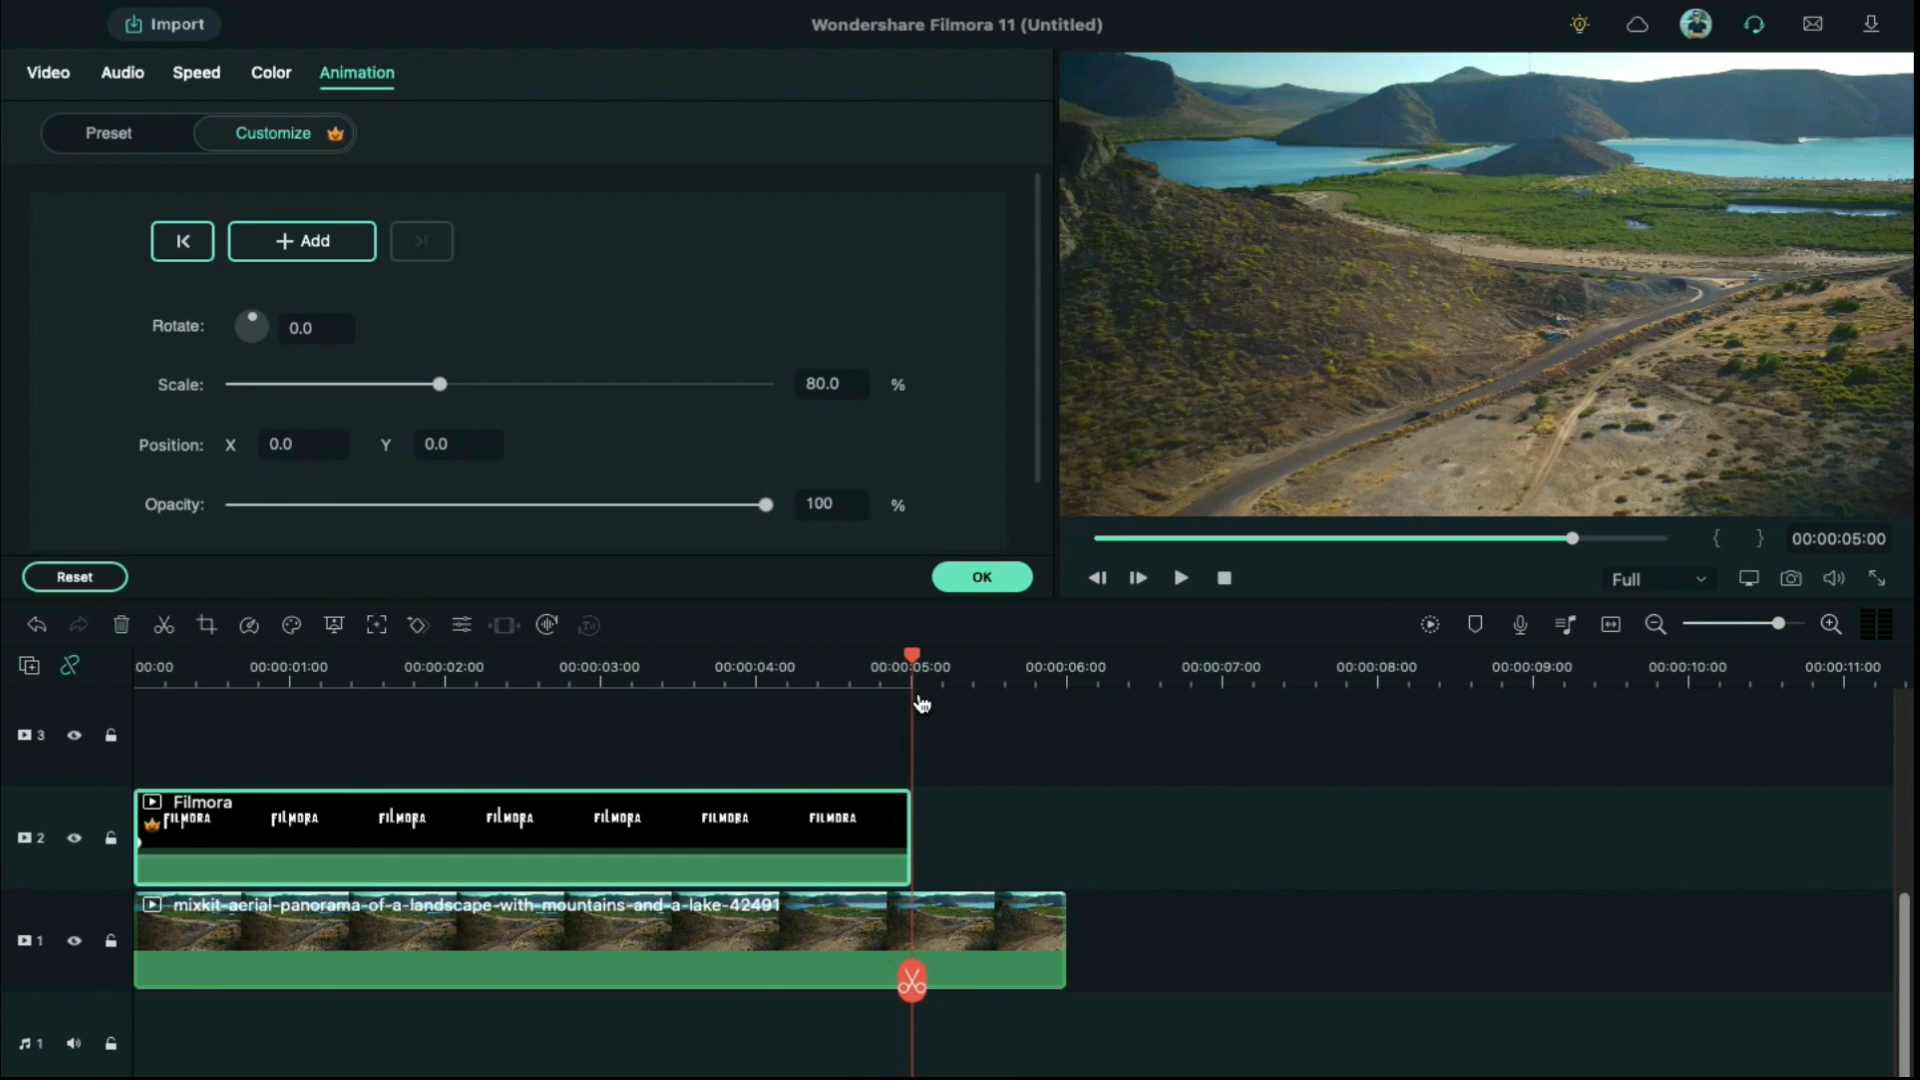 Import
Wondershare Filmora 11 (Untitled)
Video Audio Speed Color Animation
Preset Customize
+ Add
Rotate: 0.0
Scale: 80.0 %
Position: X 0.0 Y 0.0
Opacity: 100 %
Reset OK
{ } 00:00:05:00
Full
00:00 00:00:01:00 00:00:02:00 00:00:03:00 00:00:04:00 00:00:05:00 00:00:06:00 00:00:07:00 00:00:08:00 00:00:09:00 00:00:10:00 00:00:11:00
3
Filmora
FILMORA FILMORA FILMORA FILMORA FILMORA FILMORA FILMORA
2
mixkit-aerial-panorama-of-a-landscape-with-mountains-and-a-lake-42491
1
1